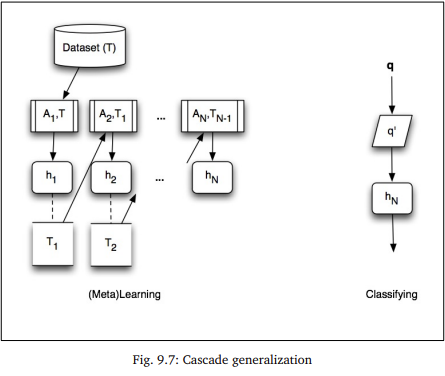 Dataset (T)
q
A1,T
A2,T1
...
AN,TN-1
q'
h1
h2
...
hN
hN
T1
T2
(Meta)Learning
Classifying
Fig. 9.7: Cascade generalization